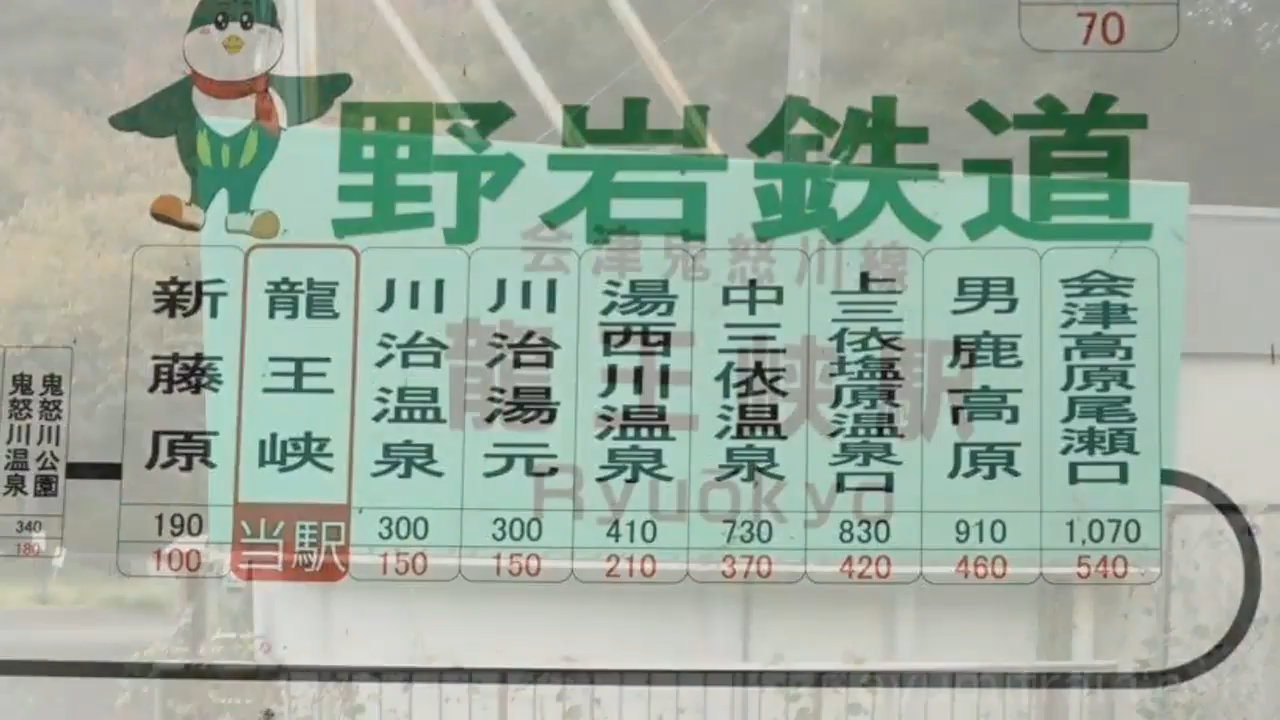 70
野岩鉄道
会津鬼怒川線
龍王峡駅
Ryūōkyō
鬼怒川公園
鬼怒川温泉
340
180
新藤原
190
100
龍王峡
当駅
川治温泉
300
150
川治湯元
300
150
湯西川温泉
410
210
中三依温泉
730
370
上三依塩原温泉口
830
420
男鹿高原
910
460
会津高原尾瀬口
1,070
540